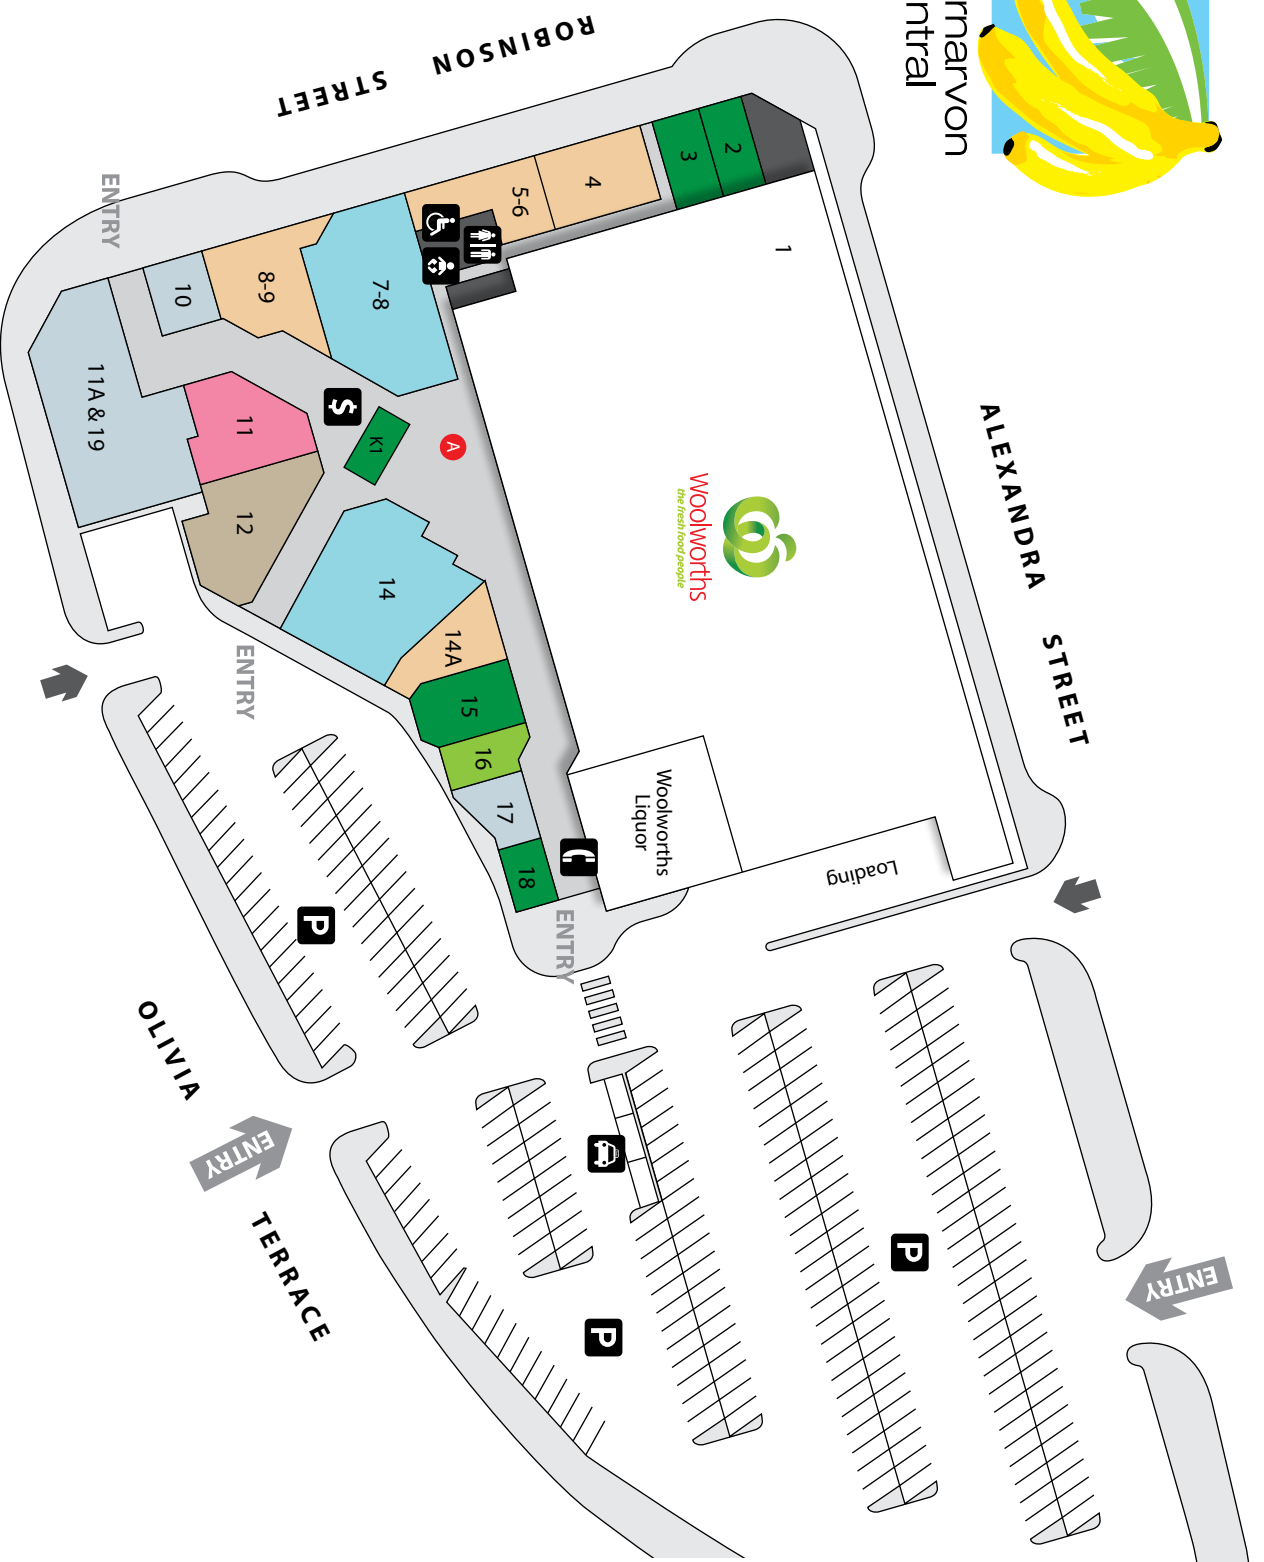 rnarvon
ntral
ROBINSON STREET
ALEXANDRA STREET
OLIVIA TERRACE
ENTRY
ENTRY
ENTRY
ENTRY
ENTRY
1
2
3
4
5-6
7-8
8-9
10
11A & 19
11
12
K1
A
$
14
14A
15
16
17
18
Woolworths
the fresh food people
Woolworths
Liquor
Loading
P
P
P